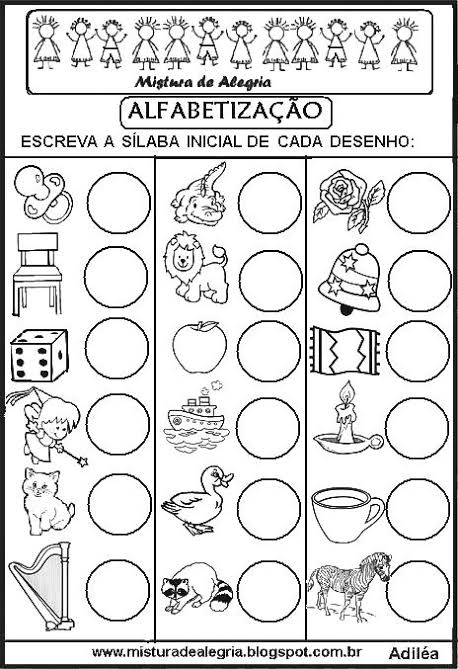 Mistura de Alegria
ALFABETIZAÇÃO
ESCREVA A SÍLABA INICIAL DE CADA DESENHO:
www.misturadealegria.blogspot.com.br
Adiléa